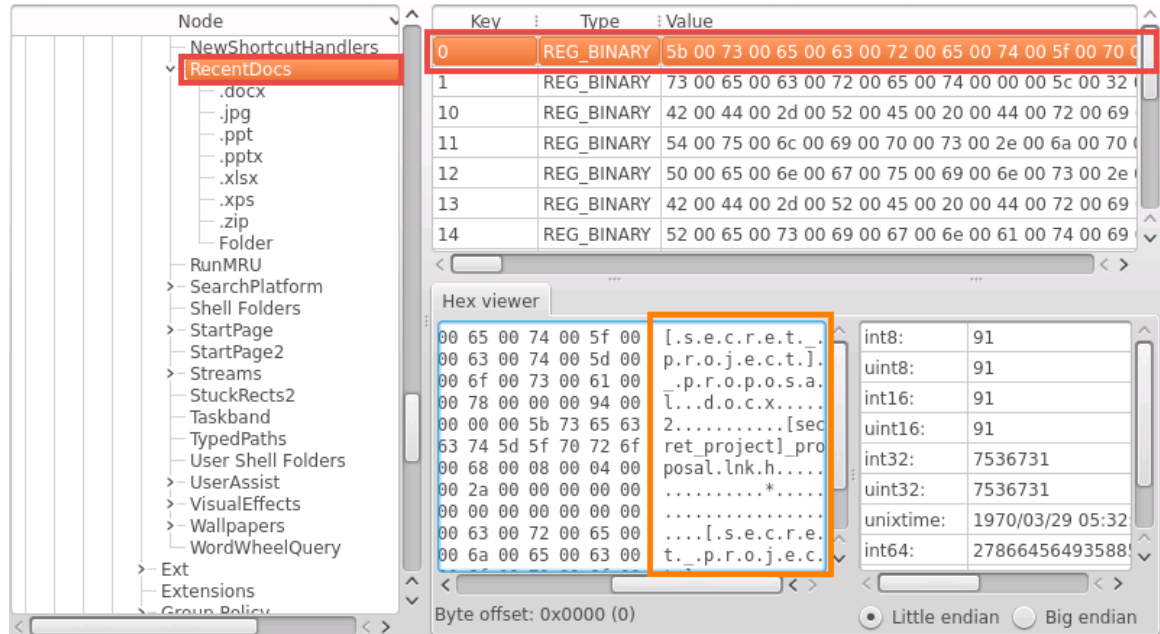 Node
NewShortcutHandlers
RecentDocs
.docx
.jpg
.ppt
.pptx
.xlsx
.xps
.zip
Folder
RunMRU
SearchPlatform
Shell Folders
StartPage
StartPage2
Streams
StuckRects2
Taskband
TypedPaths
User Shell Folders
UserAssist
VisualEffects
Wallpapers
WordWheelQuery
Ext
Extensions
Group Policy
Key Type Value
0 REG_BINARY 5b 00 73 00 65 00 63 00 72 00 65 00 74 00 5f 00 70 0
1 REG_BINARY 73 00 65 00 63 00 72 00 65 00 74 00 00 00 5c 00 32 0
10 REG_BINARY 42 00 44 00 2d 00 52 00 45 00 20 00 44 00 72 00 69
11 REG_BINARY 54 00 75 00 6c 00 69 00 70 00 73 00 2e 00 6a 00 70 0
12 REG_BINARY 50 00 65 00 6e 00 67 00 75 00 69 00 6e 00 73 00 2e
13 REG_BINARY 42 00 44 00 2d 00 52 00 45 00 20 00 44 00 72 00 69
14 REG_BINARY 52 00 65 00 73 00 69 00 67 00 6e 00 61 00 74 00 69
Hex viewer
00 65 00 74 00 5f 00 [.s.e.c.r.e.t._.
00 63 00 74 00 5d 00 p.r.o.j.e.c.t.].
00 6f 00 73 00 61 00 _.p.r.o.p.o.s.a.
00 78 00 00 00 94 00 l...d.o.c.x.....
00 00 00 5b 73 65 63 2...........[sec
63 74 5d 5f 70 72 6f ret_project]_pro
00 68 00 08 00 04 00 posal.lnk.h.....
00 2a 00 00 00 00 00 ..........*.....
00 00 00 00 00 00 00 ................
00 63 00 72 00 65 00 ....[.s.e.c.r.e.
00 6a 00 65 00 63 00 t._.p.r.o.j.e.c.
Byte offset: 0x0000 (0)
int8: 91
uint8: 91
int16: 91
uint16: 91
int32: 7536731
uint32: 7536731
unixtime: 1970/03/29 05:32:
int64: 27866456493588
Little endian Big endian